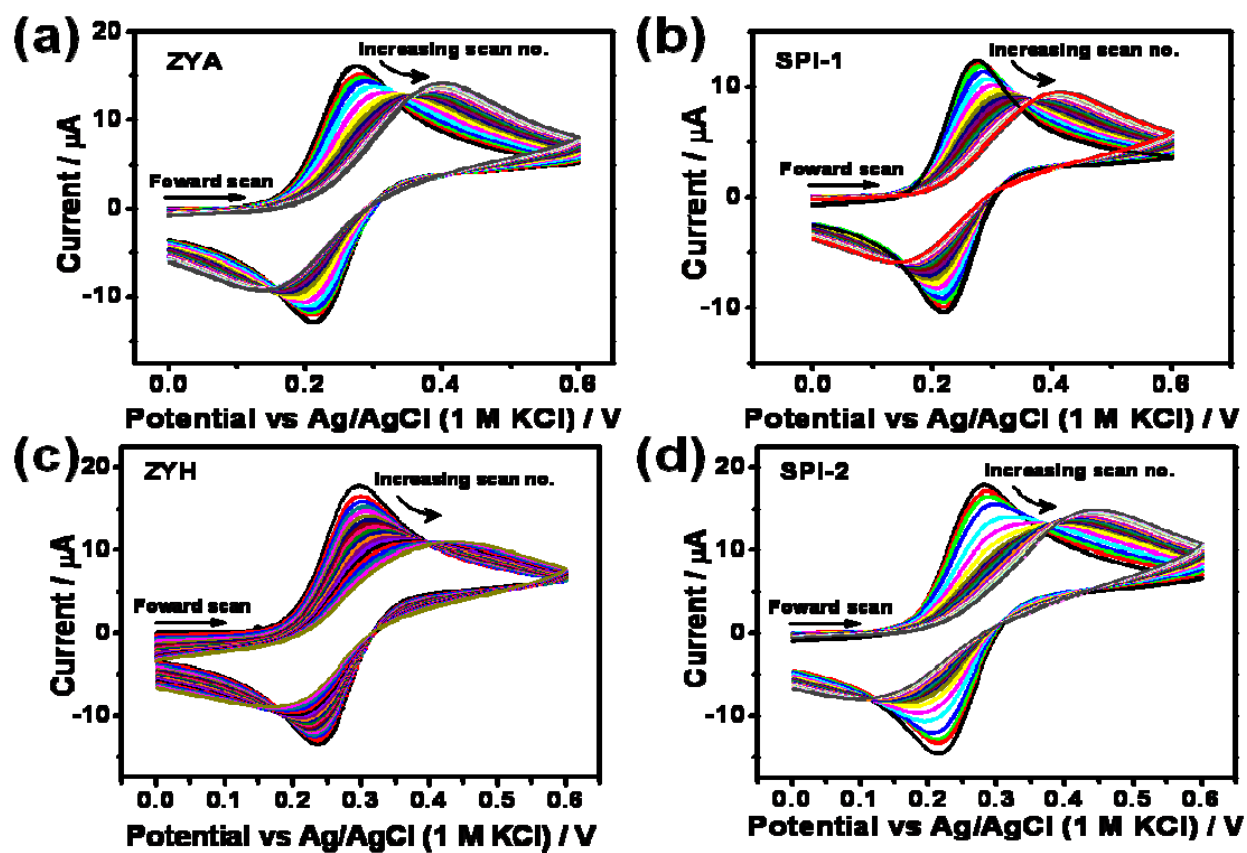 (a)
ZYA
Increasing scan no.
Foward scan
Current / µA
20
10
0
-10
0.0 0.2 0.4 0.6
Potential vs Ag/AgCl (1 M KCl) / V
(b)
SPI-1
Increasing scan no.
Foward scan
Current / µA
10
0
-10
0.0 0.2 0.4 0.6
Potential vs Ag/AgCl (1 M KCl) / V
(c)
ZYH
Increasing scan no.
Foward scan
Current / µA
20
10
0
-10
0.0 0.1 0.2 0.3 0.4 0.5 0.6
Potential vs Ag/AgCl (1 M KCl) / V
(d)
SPI-2
Increasing scan no.
Foward scan
Current / µA
20
10
0
-10
0.0 0.1 0.2 0.3 0.4 0.5 0.6
Potential vs Ag/AgCl (1 M KCl) / V